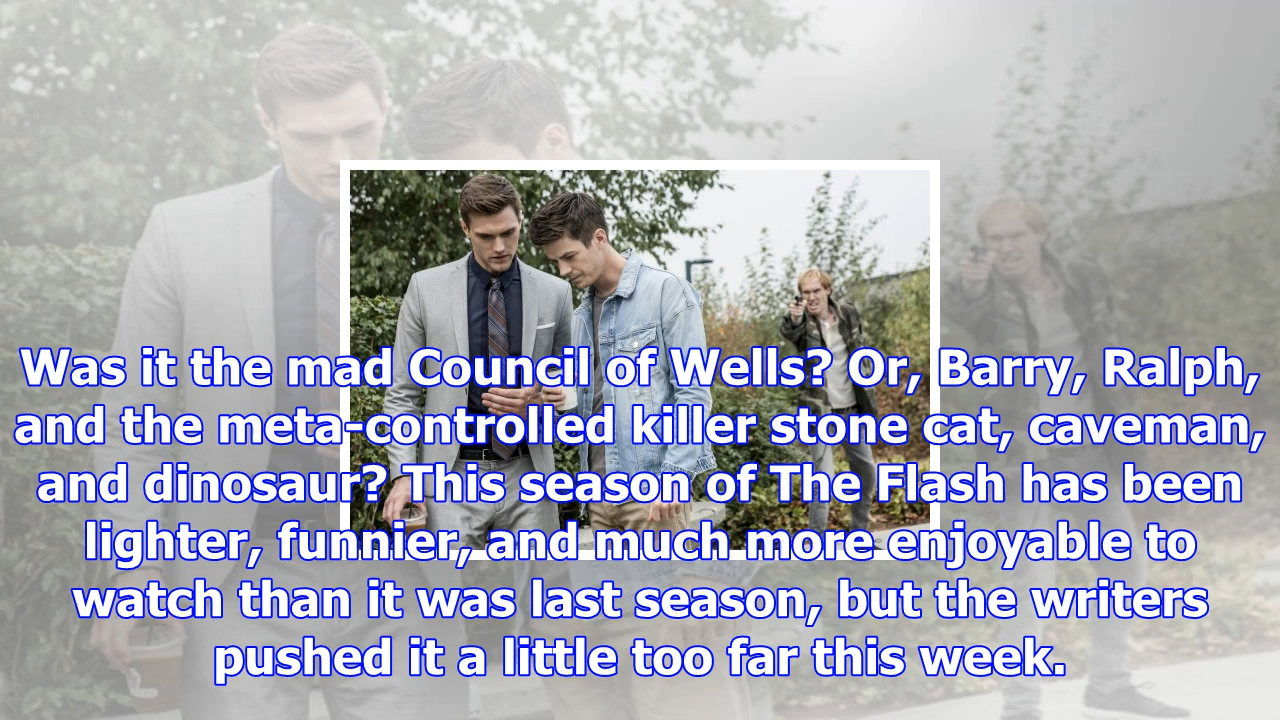 Was it the mad Council of Wells? Or, Barry, Ralph,
and the meta-controlled killer stone cat, caveman,
and dinosaur? This season of The Flash has been
lighter, funnier, and much more enjoyable to
watch than it was last season, but the writers
pushed it a little too far this week.